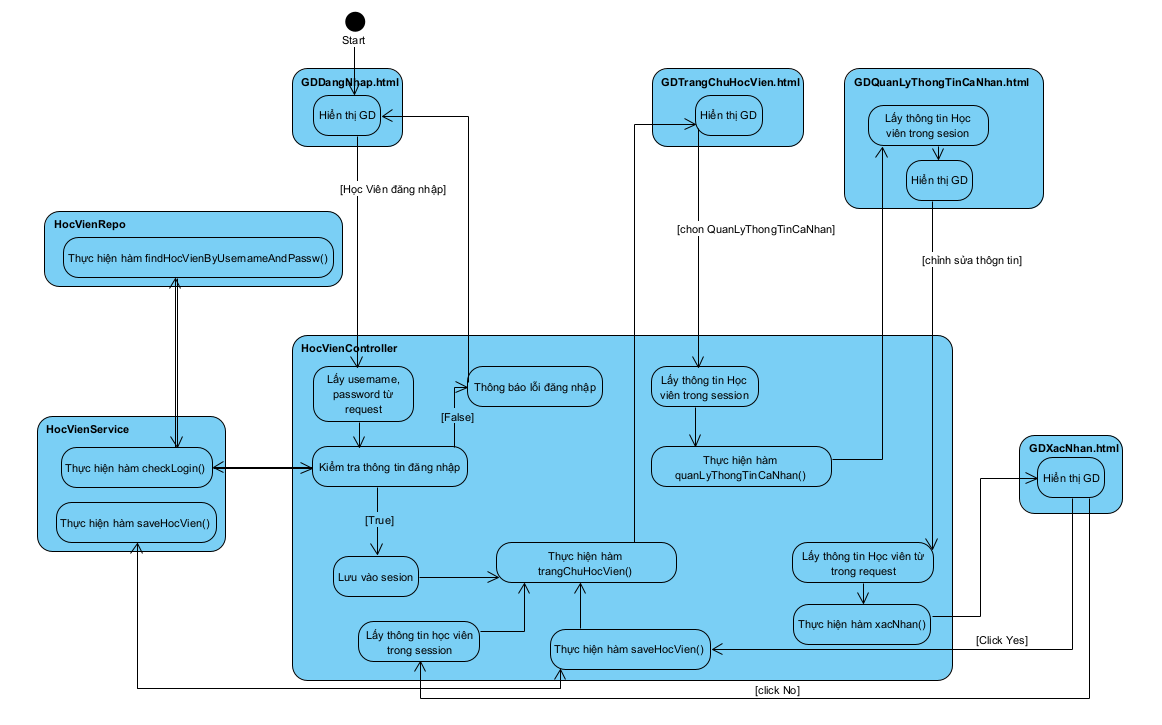 Start
GDDangNhap.html
Hiển thị GD
GDTrangChuHocVien.html
Hiển thị GD
GDQuanLyThongTinCaNhan.html
Lấy thông tin Học
viên trong sesion
Hiển thị GD
[Học Viên đăng nhập]
HocVienRepo
Thực hiện hàm findHocVienByUsernameAndPassw()
[chon QuanLyThongTinCaNhan]
[chỉnh sửa thôgn tin]
HocVienController
Lấy username,
password từ
request
Thông báo lỗi đăng nhập
[False]
Lấy thông tin Học
viên trong session
HocVienService
Thực hiện hàm checkLogin()
Kiểm tra thông tin đăng nhập
Thực hiện hàm
quanLyThongTinCaNhan()
GDXacNhan.html
Hiển thị GD
Thực hiện hàm saveHocVien()
[True]
Lưu vào sesion
Thực hiện hàm
trangChuHocVien()
Lấy thông tin Học viên từ
trong request
Thực hiện hàm xacNhan()
Lấy thông tin học viên
trong session
Thực hiện hàm saveHocVien()
[Click Yes]
[click No]